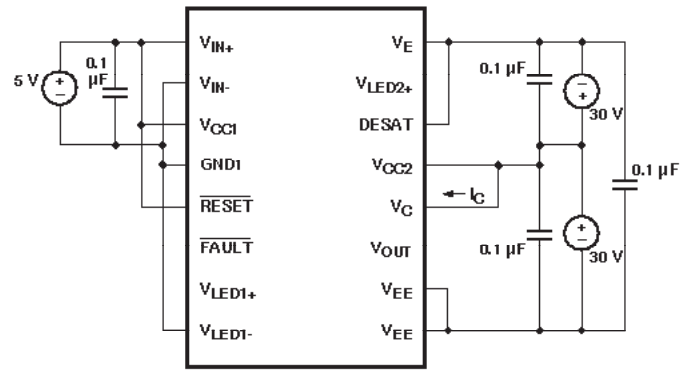 5 V
0.1
µF
V_IN+
V_IN-
V_CC1
GND1
RESET
FAULT
V_LED1+
V_LED1-
V_E
V_LED2+
DESAT
V_CC2
V_C
V_OUT
V_EE
V_EE
I_C
0.1 µF
30 V
0.1 µF
0.1 µF
30 V